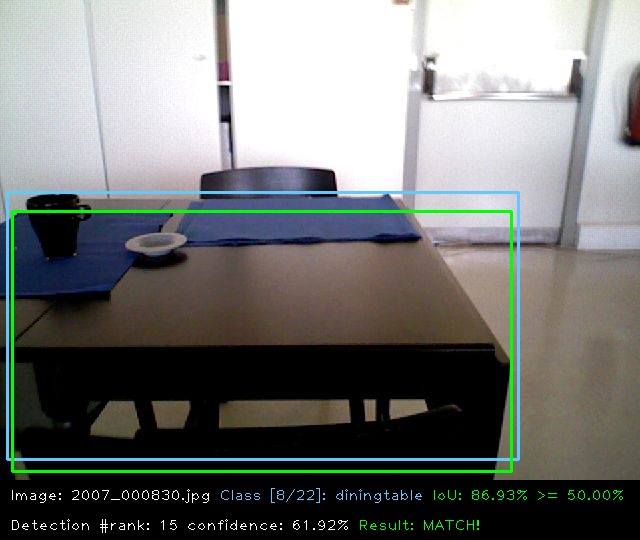 Image: 2007_000830.jpg Class [8/22]: diningtable IoU: 86.93% >= 50.00%
Detection #rank: 15 confidence: 61.92% Result: MATCH!